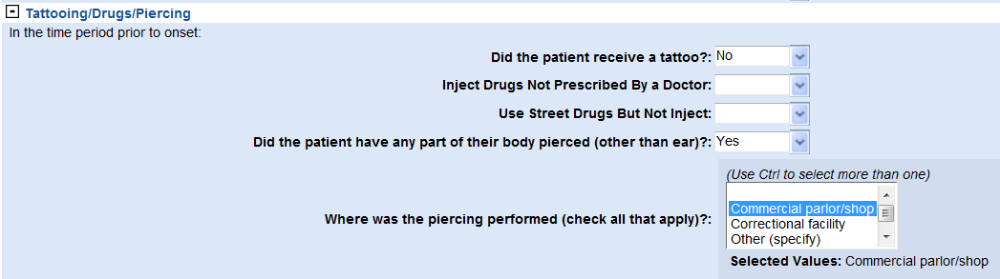 Tattooing/Drugs/Piercing
In the time period prior to onset:
Did the patient receive a tattoo?: No
Inject Drugs Not Prescribed By a Doctor:
Use Street Drugs But Not Inject:
Did the patient have any part of their body pierced (other than ear)?: Yes
(Use Ctrl to select more than one)
Where was the piercing performed (check all that apply)?:
Commercial parlor/shop
Correctional facility
Other (specify)
Selected Values: Commercial parlor/shop